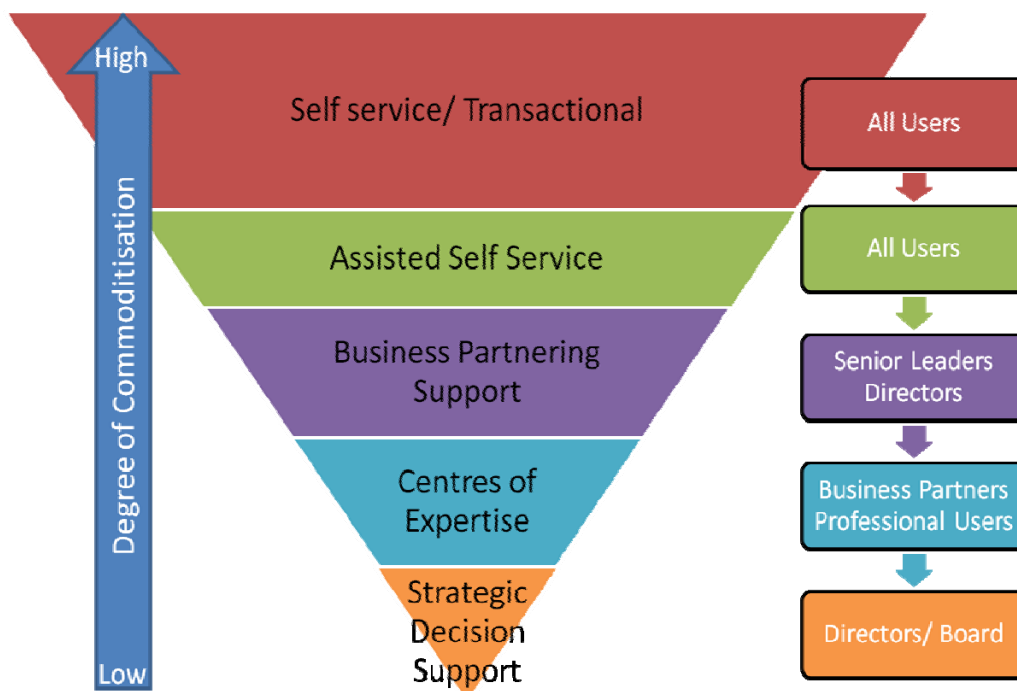 High
Degree of Commoditisation
Low
Self service/ Transactional
Assisted Self Service
Business Partnering
Support
Centres of
Expertise
Strategic
Decision
Support
All Users
All Users
Senior Leaders
Directors
Business Partners
Professional Users
Directors/ Board